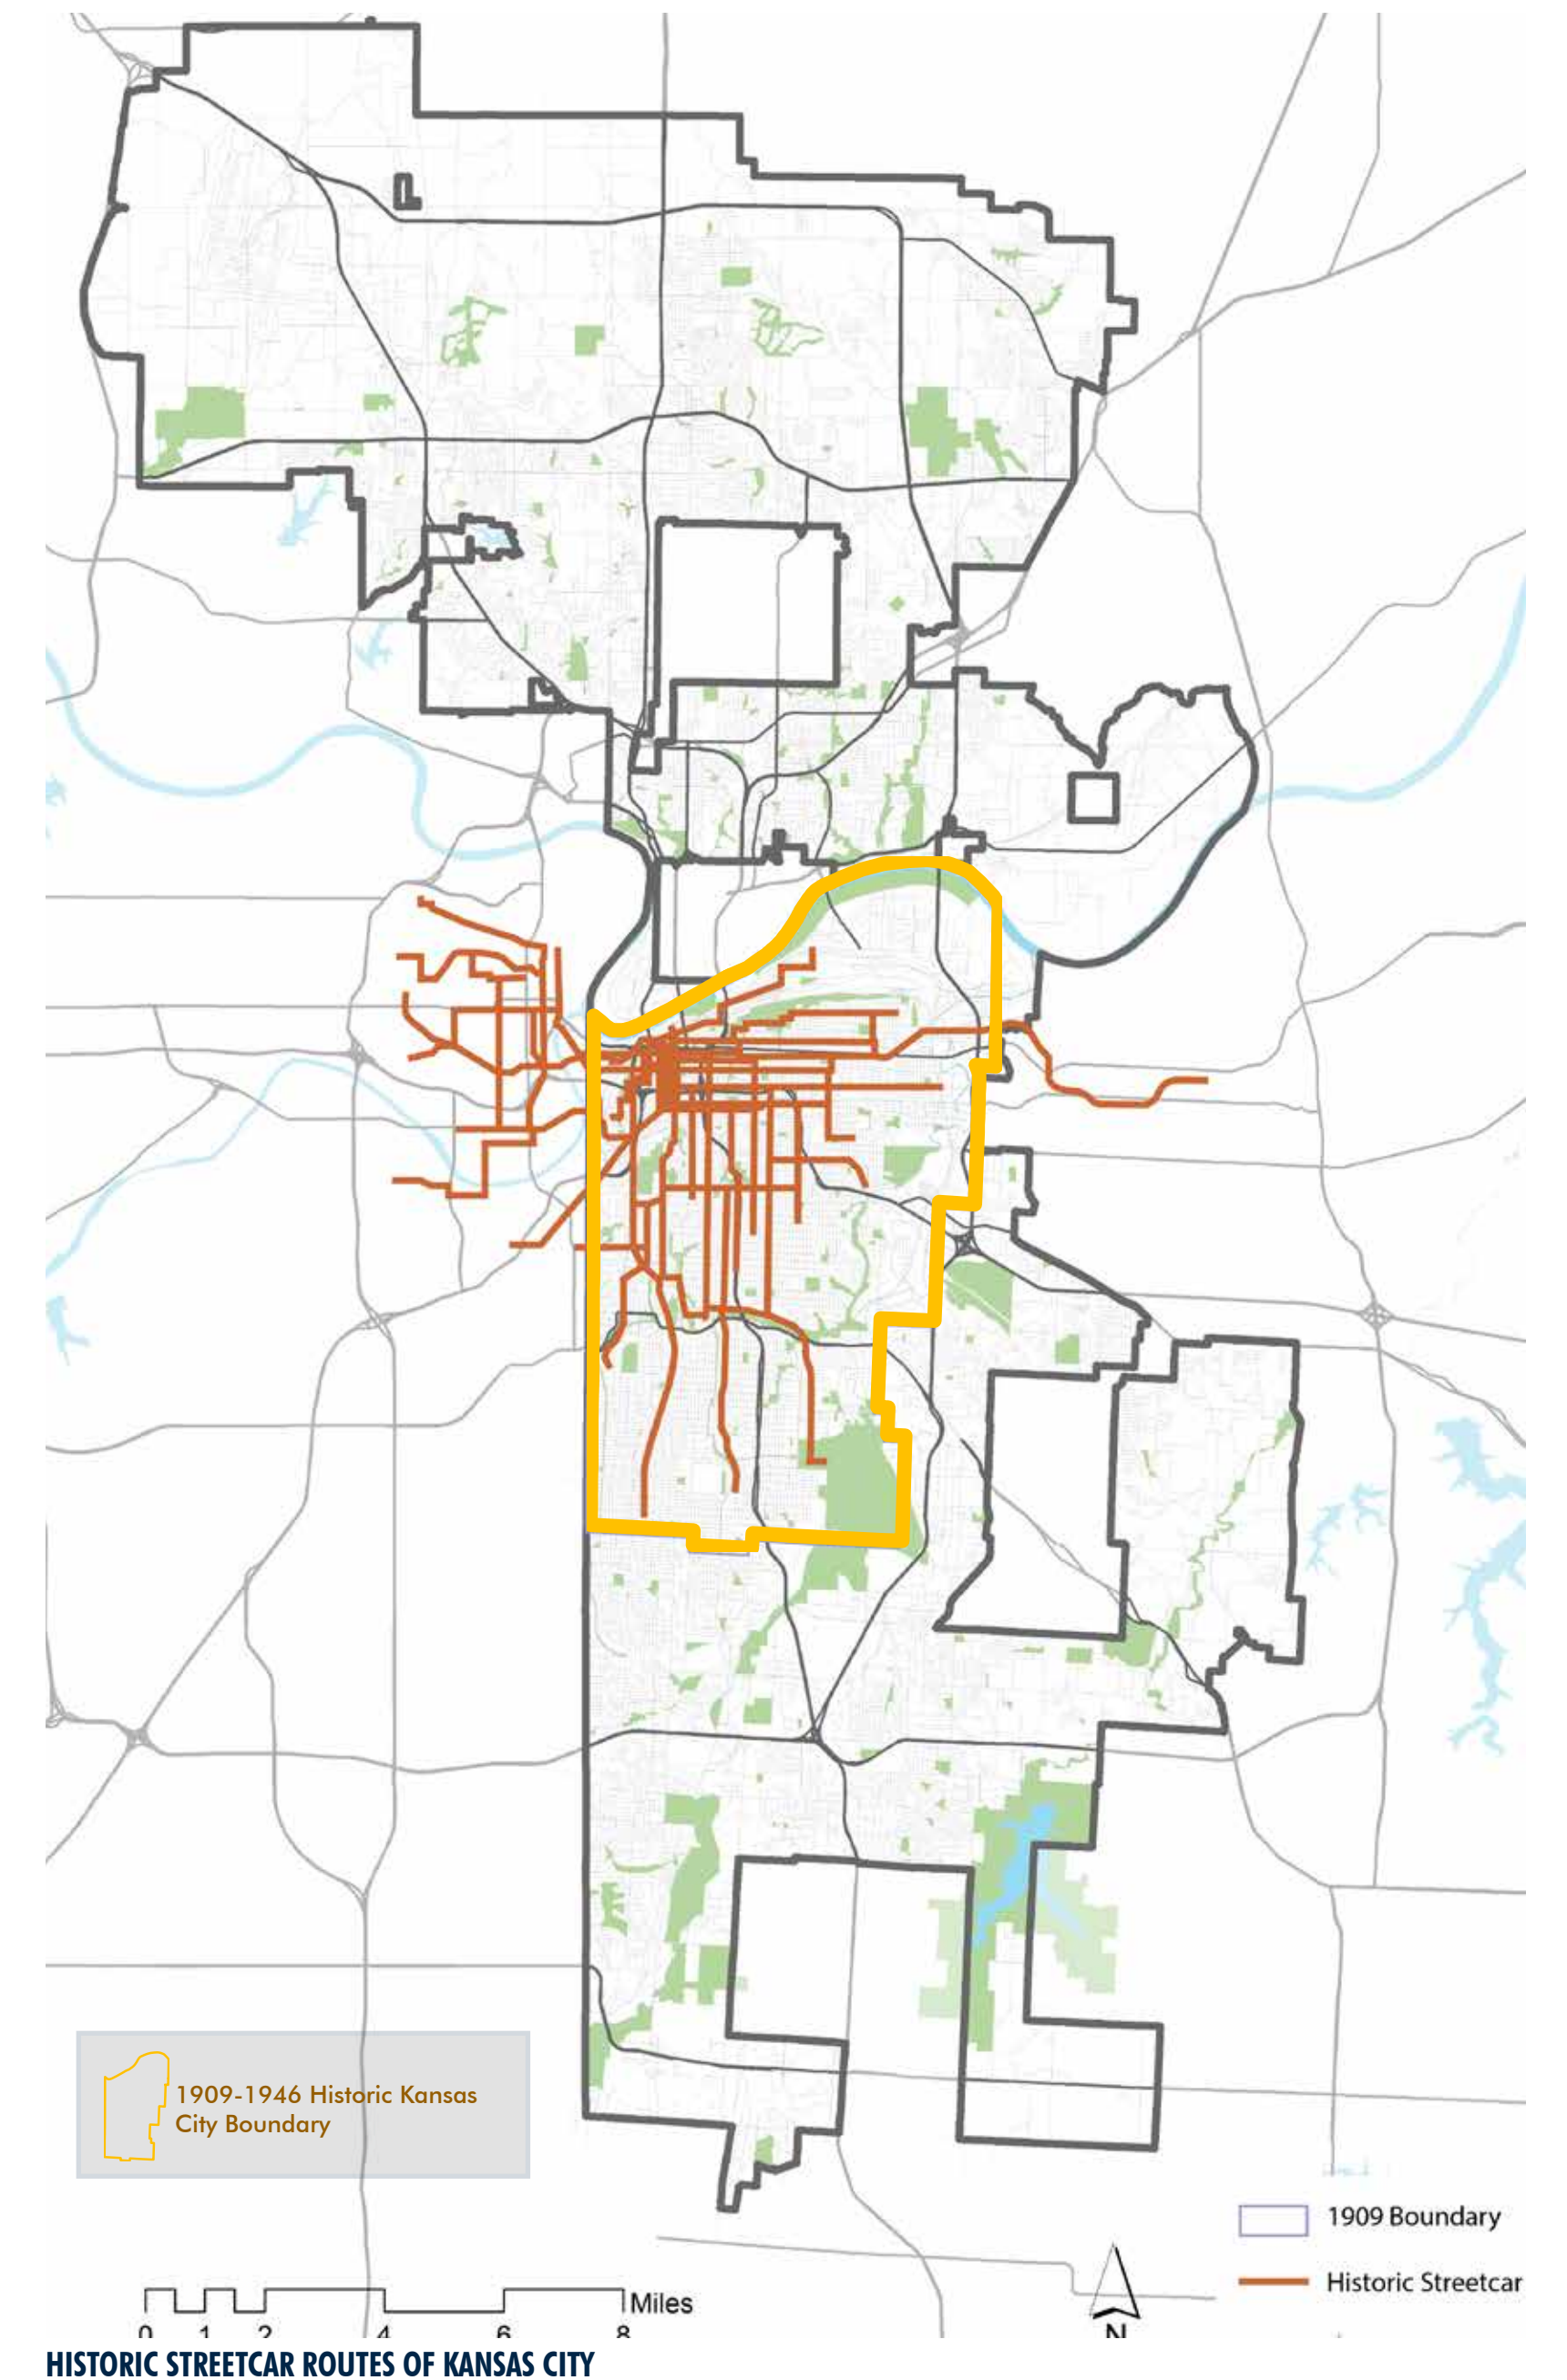 1909-1946 Historic Kansas
City Boundary
1909 Boundary
Historic Streetcar
Miles
0 1 2 4 6 8
N
HISTORIC STREETCAR ROUTES OF KANSAS CITY